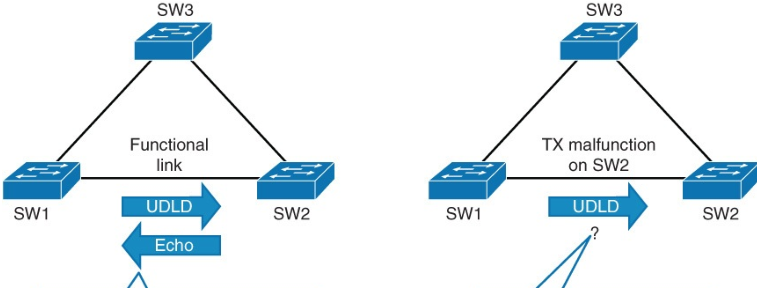 SW3
Functional
link
SW1
UDLD
SW2
Echo
SW3
TX malfunction
on SW2
SW1
UDLD
SW2
?